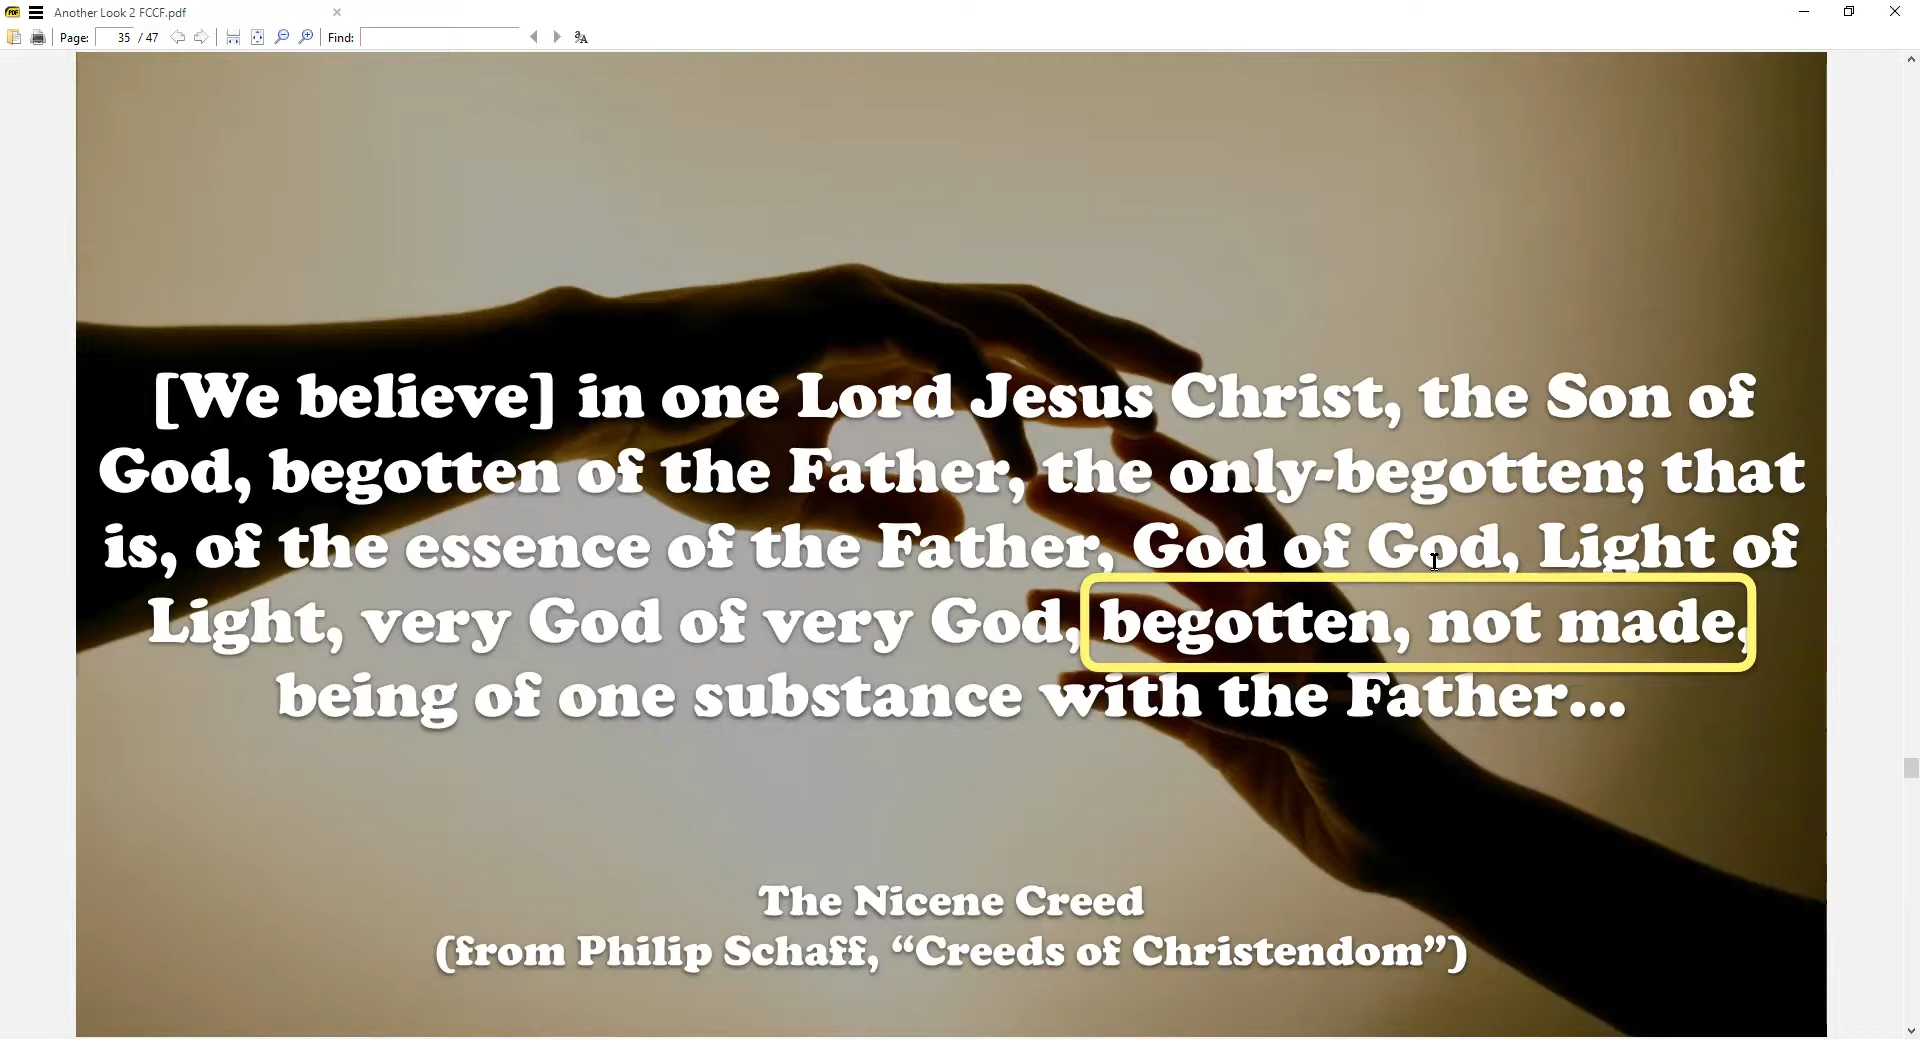 Another Look 2 FCCF.pdf
Page: 35 / 47 Find:
[We believe] in one Lord Jesus Christ, the Son of
God, begotten of the Father, the only-begotten; that
is, of the essence of the Father, God of God, Light of
Light, very God of very God, begotten, not made,
being of one substance with the Father...
The Nicene Creed
(from Philip Schaff, “Creeds of Christendom”)